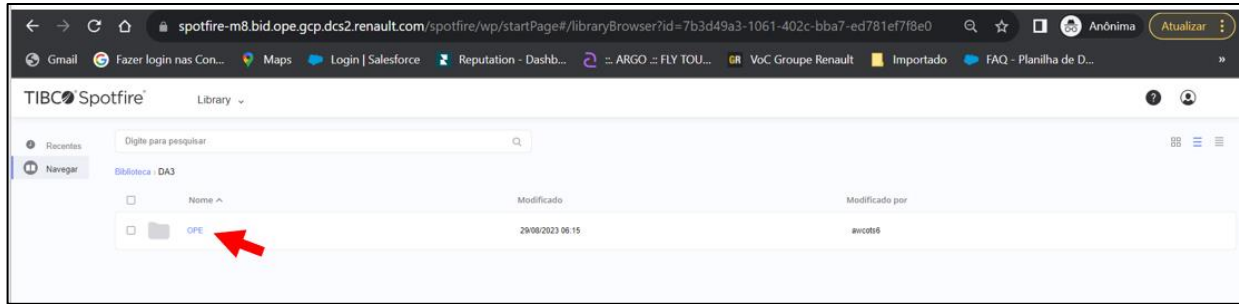 spotfire-m8.bid.ope.gcp.dcs2.renault.com/spotfire/wp/startPage#/libraryBrowser?id=7b3d49a3-1061-402c-bba7-ed781ef7f8e0 Anônima Atualizar
Gmail Fazer login nas Con... Maps Login | Salesforce Reputation - Dashb... ::. ARGO .:: FLY TOU... GR VoC Groupe Renault Importado FAQ - Planilha de D... »
TIBCO Spotfire® Library ?
Recentes Digite para pesquisar
Navegar Biblioteca › DA3
Nome Modificado Modificado por
OPE 29/08/2023 06:15 awcots6